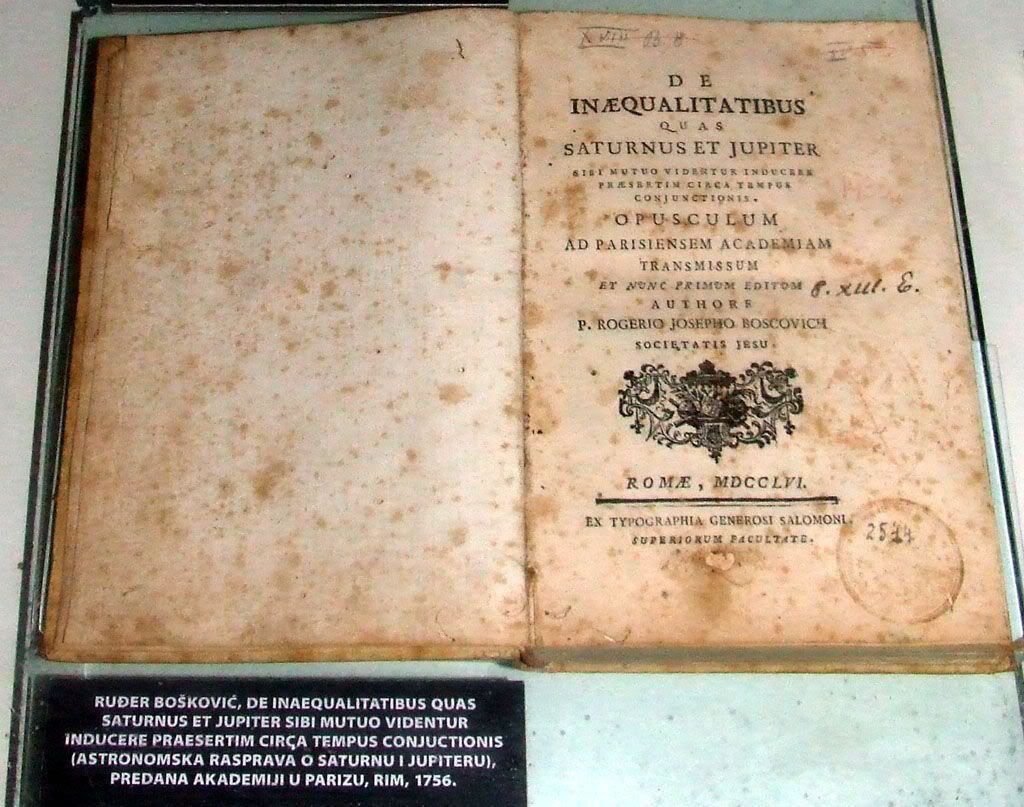 XVIII B 8
DE
INÆQUALITATIBUS
QUAS
SATURNUS ET JUPITER
SIBI MUTUO VIDENTUR INDUCERE
PRÆSERTIM CIRCA TEMPUS
CONJUNCTIONIS.
OPUSCULUM
AD PARISIENSEM ACADEMIAM
TRANSMISSUM
ET NUNC PRIMUM EDITUM
AUTHORE
P. ROGERIO JOSEPHO BOSCOVICH
SOCIETATIS JESU.
ROMÆ, MDCCLVI.
EX TYPOGRAPHIA GENEROSI SALOMONI.
SUPERIORUM FACULTATE.
RUĐER BOŠKOVIĆ, DE INAEQUALITATIBUS QUAS
SATURNUS ET JUPITER SIBI MUTUO VIDENTUR
INDUCERE PRAESERTIM CIRÇA TEMPUS CONJUCTIONIS
(ASTRONOMSKA RASPRAVA O SATURNU I JUPITERU),
PREDANA AKADEMIJI U PARIZU, RIM, 1756.